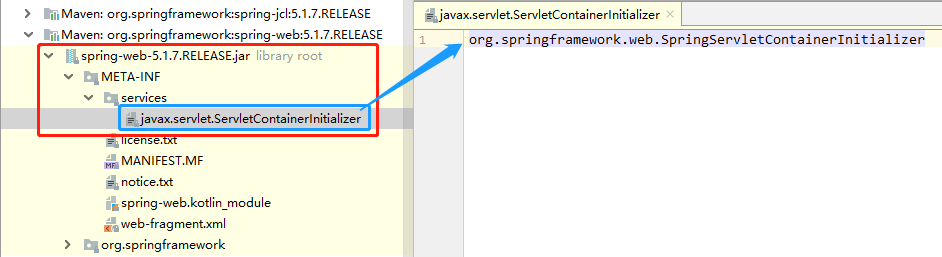 Maven: org.springframework:spring-jcl:5.1.7.RELEASE
Maven: org.springframework:spring-web:5.1.7.RELEASE
spring-web-5.1.7.RELEASE.jar library root
META-INF
services
javax.servlet.ServletContainerInitializer
license.txt
MANIFEST.MF
notice.txt
spring-web.kotlin_module
web-fragment.xml
org.springframework
javax.servlet.ServletContainerInitializer
1 org.springframework.web.SpringServletContainerInitializer